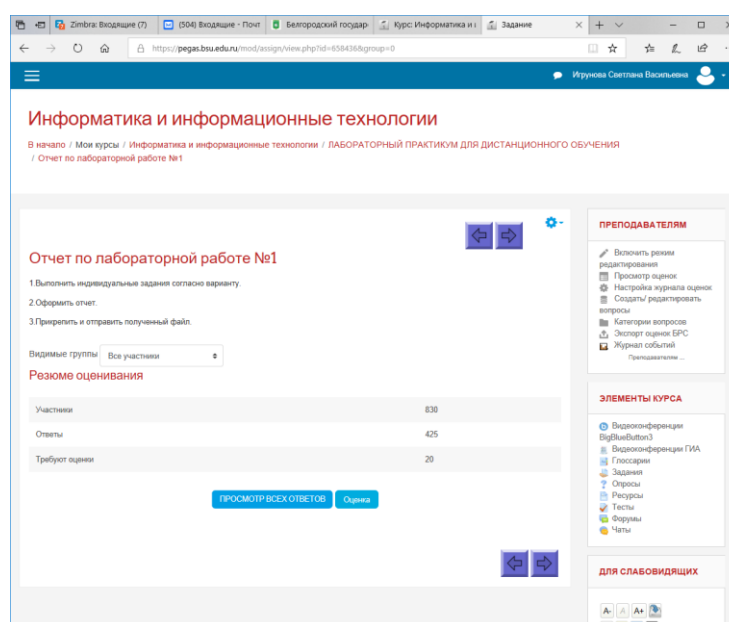 Zimbra: Входящие (7)
(504) Входящие - Почт
Белгородский государ
Курс: Информатика и и
Задание
https://pegas.bsu.edu.ru/mod/assign/view.php?id=658436&group=0
Игрунова Светлана Васильевна
Информатика и информационные технологии
В начало / Мои курсы / Информатика и информационные технологии / ЛАБОРАТОРНЫЙ ПРАКТИКУМ ДЛЯ ДИСТАНЦИОННОГО ОБУЧЕНИЯ
/ Отчет по лабораторной работе №1
Отчет по лабораторной работе №1
1.Выполнить индивидуальные задания согласно варианту.
2.Оформить отчет.
3.Прикрепить и отправить полученный файл.
Видимые группы Все участники
Резюме оценивания
Участники 830
Ответы 425
Требуют оценки 20
ПРОСМОТР ВСЕХ ОТВЕТОВ Оценка
ПРЕПОДАВАТЕЛЯМ
Включить режим
редактирования
Просмотр оценок
Настройка журнала оценок
Создать/ редактировать
вопросы
Категории вопросов
Экспорт оценок БРС
Журнал событий
Преподавателям ...
ЭЛЕМЕНТЫ КУРСА
Видеоконференции
BigBlueButton3
Видеоконференции ГИА
Глоссарии
Задания
Опросы
Ресурсы
Тесты
Форумы
Чаты
ДЛЯ СЛАБОВИДЯЩИХ
A- A A+